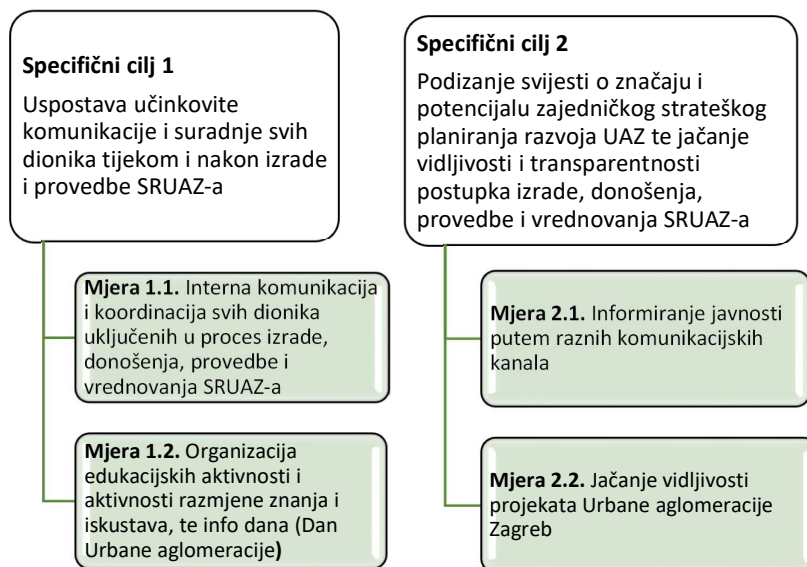 Specifični cilj 1
Uspostava učinkovite
komunikacije i suradnje svih
dionika tijekom i nakon izrade
i provedbe SRUAZ-a
Mjera 1.1. Interna komunikacija
i koordinacija svih dionika
uključenih u proces izrade,
donošenja, provedbe i
vrednovanja SRUAZ-a
Mjera 1.2. Organizacija
edukacijskih aktivnosti i
aktivnosti razmjene znanja i
iskustava, te info dana (Dan
Urbane aglomeracije)
Specifični cilj 2
Podizanje svijesti o značaju i
potencijalu zajedničkog strateškog
planiranja razvoja UAZ te jačanje
vidljivosti i transparentnosti
postupka izrade, donošenja,
provedbe i vrednovanja SRUAZ-a
Mjera 2.1. Informiranje javnosti
putem raznih komunikacijskih
kanala
Mjera 2.2. Jačanje vidljivosti
projekata Urbane aglomeracije
Zagreb